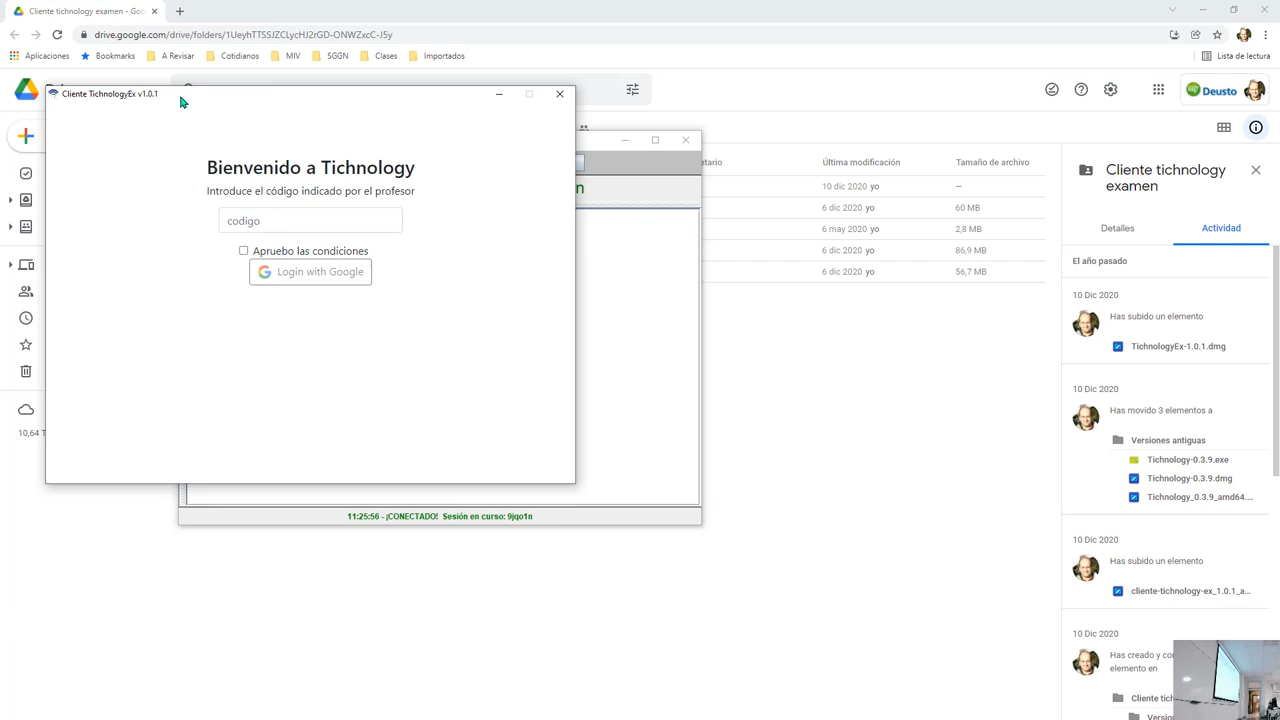 Cliente tichnology examen - Goo
drive.google.com/drive/folders/1UeyhTTSSJZCLycHJ2rGD-ONWZxcC-J5y
Aplicaciones
Bookmarks
A Revisar
Cotidianos
MIV
SGGN
Clases
Importados
Lista de lectura
Deusto
Cliente TichnologyEx v1.0.1
Bienvenido a Tichnology
Introduce el código indicado por el profesor
codigo
Apruebo las condiciones
Login with Google
n
11:25:56 - ¡CONECTADO! Sesión en curso: 9jqo1n
10,64 T
etario
Última modificación
Tamaño de archivo
10 dic 2020 yo
—
6 dic 2020 yo
60 MB
6 may 2020 yo
2,8 MB
6 dic 2020 yo
86,9 MB
6 dic 2020 yo
56,7 MB
Cliente tichnology
examen
Detalles
Actividad
El año pasado
10 Dic 2020
Has subido un elemento
TichnologyEx-1.0.1.dmg
10 Dic 2020
Has movido 3 elementos a
Versiones antiguas
Tichnology-0.3.9.exe
Tichnology-0.3.9.dmg
Tichnology_0.3.9_amd64....
10 Dic 2020
Has subido un elemento
cliente-tichnology-ex_1.0.1_a...
10 Dic 2020
Has creado y co
elemento en
Cliente tich
Versio